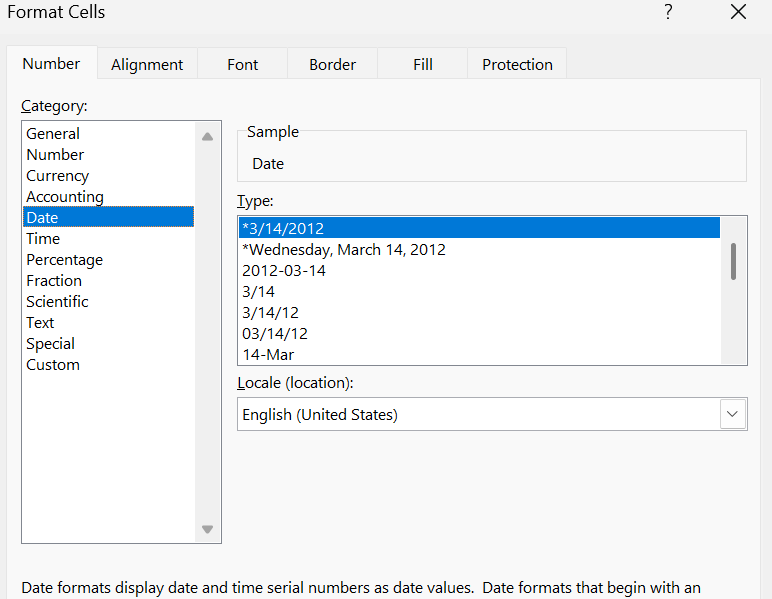 Format Cells
?
Number Alignment Font Border Fill Protection
Category:
General
Number
Currency
Accounting
Date
Time
Percentage
Fraction
Scientific
Text
Special
Custom
Sample
Date
Type:
*3/14/2012
*Wednesday, March 14, 2012
2012-03-14
3/14
3/14/12
03/14/12
14-Mar
Locale (location):
English (United States)
Date formats display date and time serial numbers as date values.  Date formats that begin with an